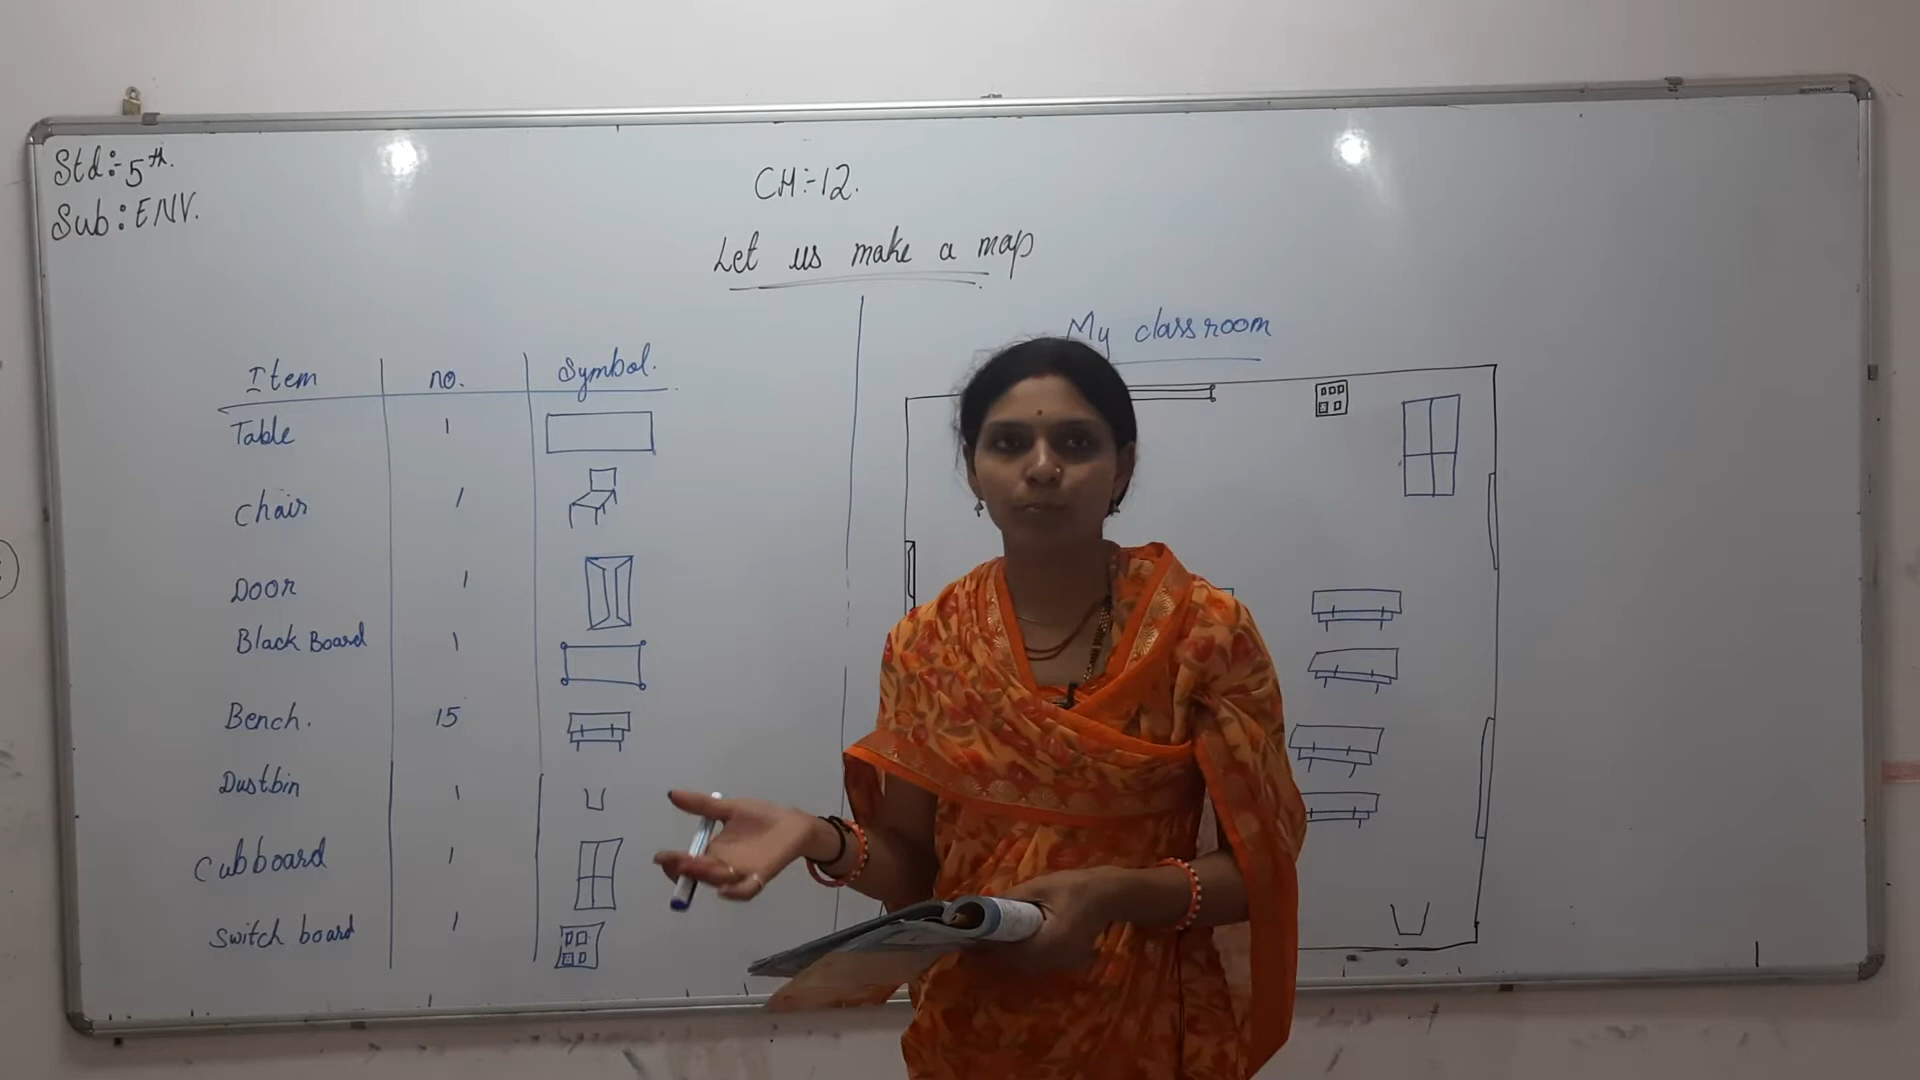 Std:- 5th.
Sub: ENV.
CH:-12.
Let us make a map
Item no. Symbol.
Table 1
Chair 1
Door 1
Black Board 1
Bench. 15
Dustbin 1
Cubboard 1
Switch board 1
My classroom